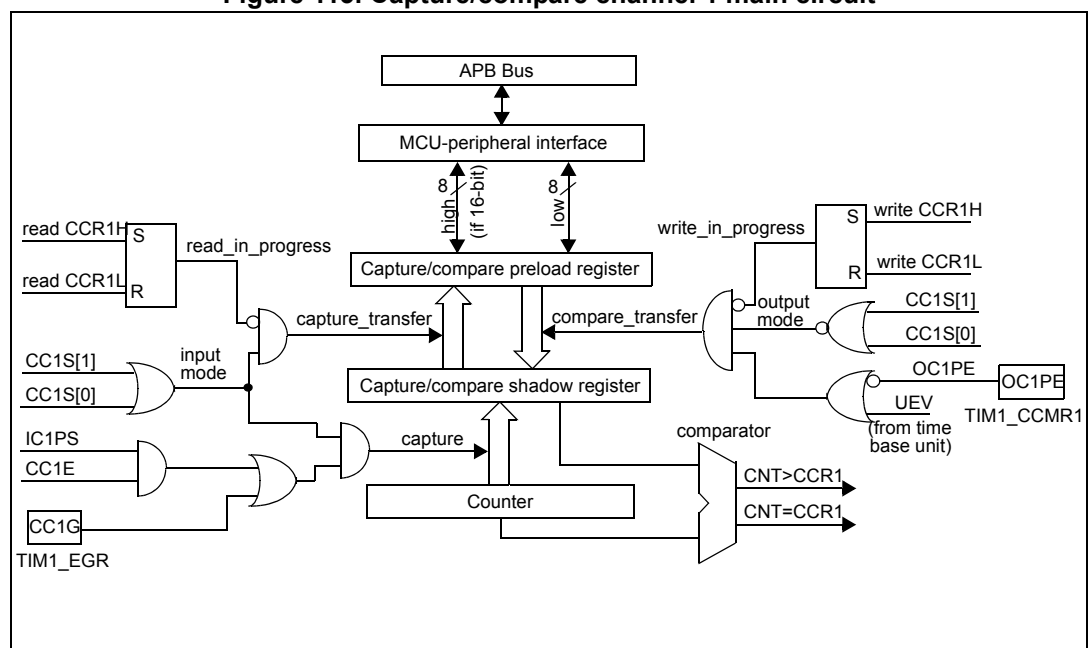 Figure
Capture/compare channel 1 main circuit
APB Bus
MCU-peripheral interface
8
high
(if 16-bit)
8
low
read CCR1H
S
read_in_progress
read CCR1L
R
write_in_progress
S
write CCR1H
R
write CCR1L
Capture/compare preload register
capture_transfer
compare_transfer
output
mode
CC1S[1]
CC1S[0]
CC1S[1]
CC1S[0]
input
mode
Capture/compare shadow register
OC1PE
OC1PE
UEV
TIM1_CCMR1
(from time
base unit)
IC1PS
CC1E
capture
comparator
CNT>CCR1
Counter
CNT=CCR1
CC1G
TIM1_EGR